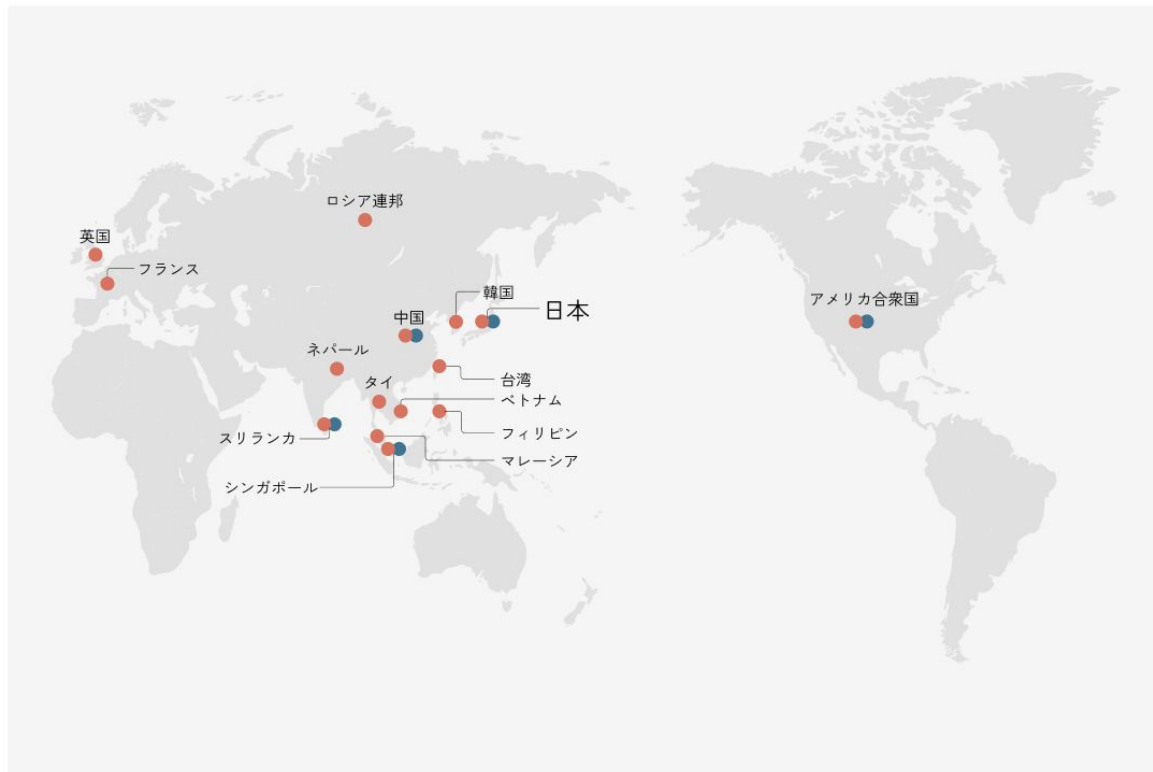 ロシア連邦
英国
フランス
韓国
アメリカ合衆国
日本
中国
ネパール
タイ
台湾
ベトナム
フィリピン
スリランカ
マレーシア
シンガポール